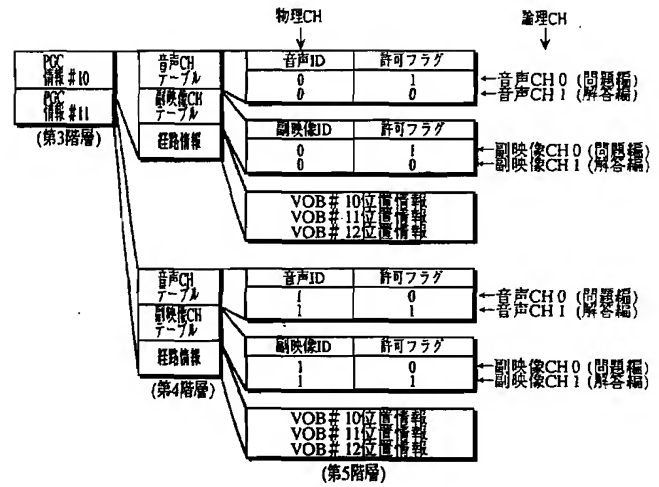 物理CH 論理CH
PGC
情報#10
PGC
情報#11
(第3階層)
音声CH
テーブル
副映像CH
テーブル
経路情報
音声ID 許可フラグ
0 1 ←音声CH 0 (問題編)
0 0 ←音声CH 1 (解答編)
副映像ID 許可フラグ
0 1 ←副映像CH 0 (問題編)
0 0 ←副映像CH 1 (解答編)
VOB# 10位置情報
VOB# 11位置情報
VOB# 12位置情報
音声CH
テーブル
副映像CH
テーブル
経路情報
(第4階層)
音声ID 許可フラグ
1 0 ←音声CH 0 (問題編)
1 1 ←音声CH 1 (解答編)
副映像ID 許可フラグ
1 0 ←副映像CH 0 (問題編)
1 1 ←副映像CH 1 (解答編)
VOB# 10位置情報
VOB# 11位置情報
VOB# 12位置情報
(第5階層)